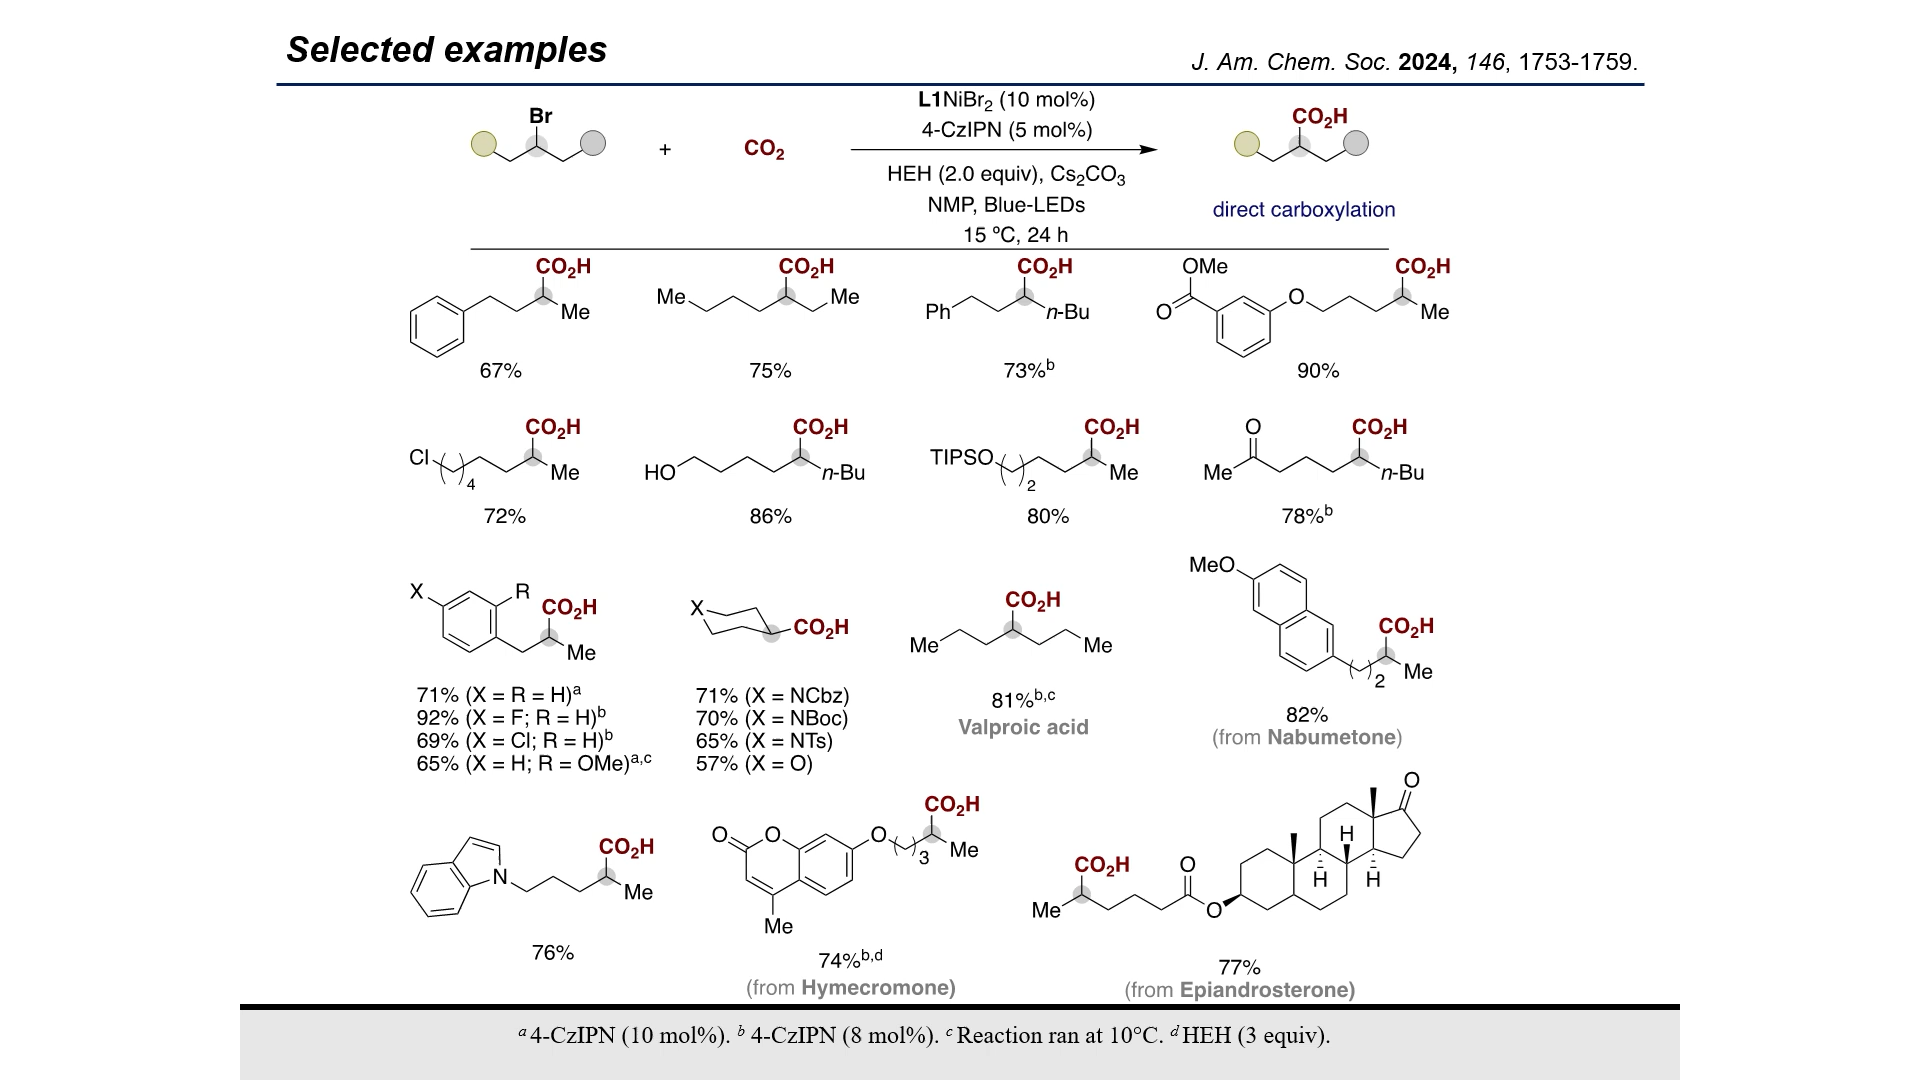 Selected examples
J. Am. Chem. Soc. 2024, 146, 1753-1759.
Br
+
CO₂
L1NiBr₂ (10 mol%)
4-CzIPN (5 mol%)
HEH (2.0 equiv), Cs₂CO₃
NMP, Blue-LEDs
15 ºC, 24 h
CO₂H
direct carboxylation
CO₂H
Me
67%
CO₂H
Me
Me
75%
CO₂H
Ph
n-Bu
73%ᵇ
OMe
O
O
CO₂H
Me
90%
CO₂H
Cl
4
Me
72%
CO₂H
HO
n-Bu
86%
CO₂H
TIPSO
2
Me
80%
O
CO₂H
Me
n-Bu
78%ᵇ
X
R
CO₂H
Me
71% (X = R = H)ᵃ
92% (X = F; R = H)ᵇ
69% (X = Cl; R = H)ᵇ
65% (X = H; R = OMe)ᵃ,ᶜ
X
CO₂H
71% (X = NCbz)
70% (X = NBoc)
65% (X = NTs)
57% (X = O)
CO₂H
Me
Me
81%ᵇ,ᶜ
Valproic acid
MeO
CO₂H
2
Me
82%
(from Nabumetone)
CO₂H
N
Me
76%
CO₂H
O
O
O
3
Me
Me
74%ᵇ,ᵈ
(from Hymecromone)
O
H
CO₂H
O
H
H
Me
O
77%
(from Epiandrosterone)
ᵃ 4-CzIPN (10 mol%). ᵇ 4-CzIPN (8 mol%). ᶜ Reaction ran at 10°C. ᵈ HEH (3 equiv).